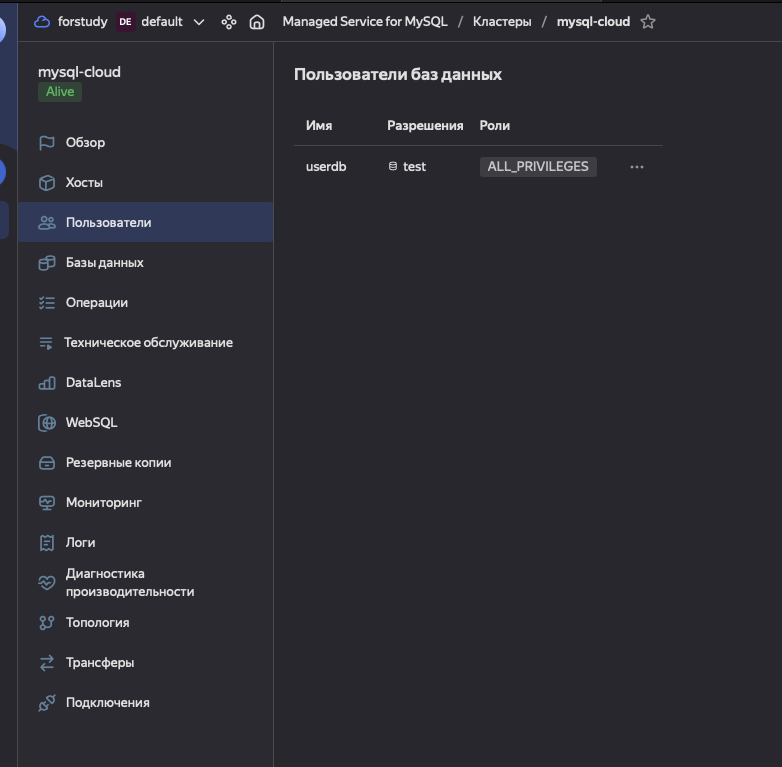 forstudy DE default Managed Service for MySQL / Кластеры / mysql-cloud
mysql-cloud
Alive
Обзор
Хосты
Пользователи
Базы данных
Операции
Техническое обслуживание
DataLens
WebSQL
Резервные копии
Мониторинг
Логи
Диагностика
производительности
Топология
Трансферы
Подключения
Пользователи баз данных
Имя Разрешения Роли
userdb test ALL_PRIVILEGES